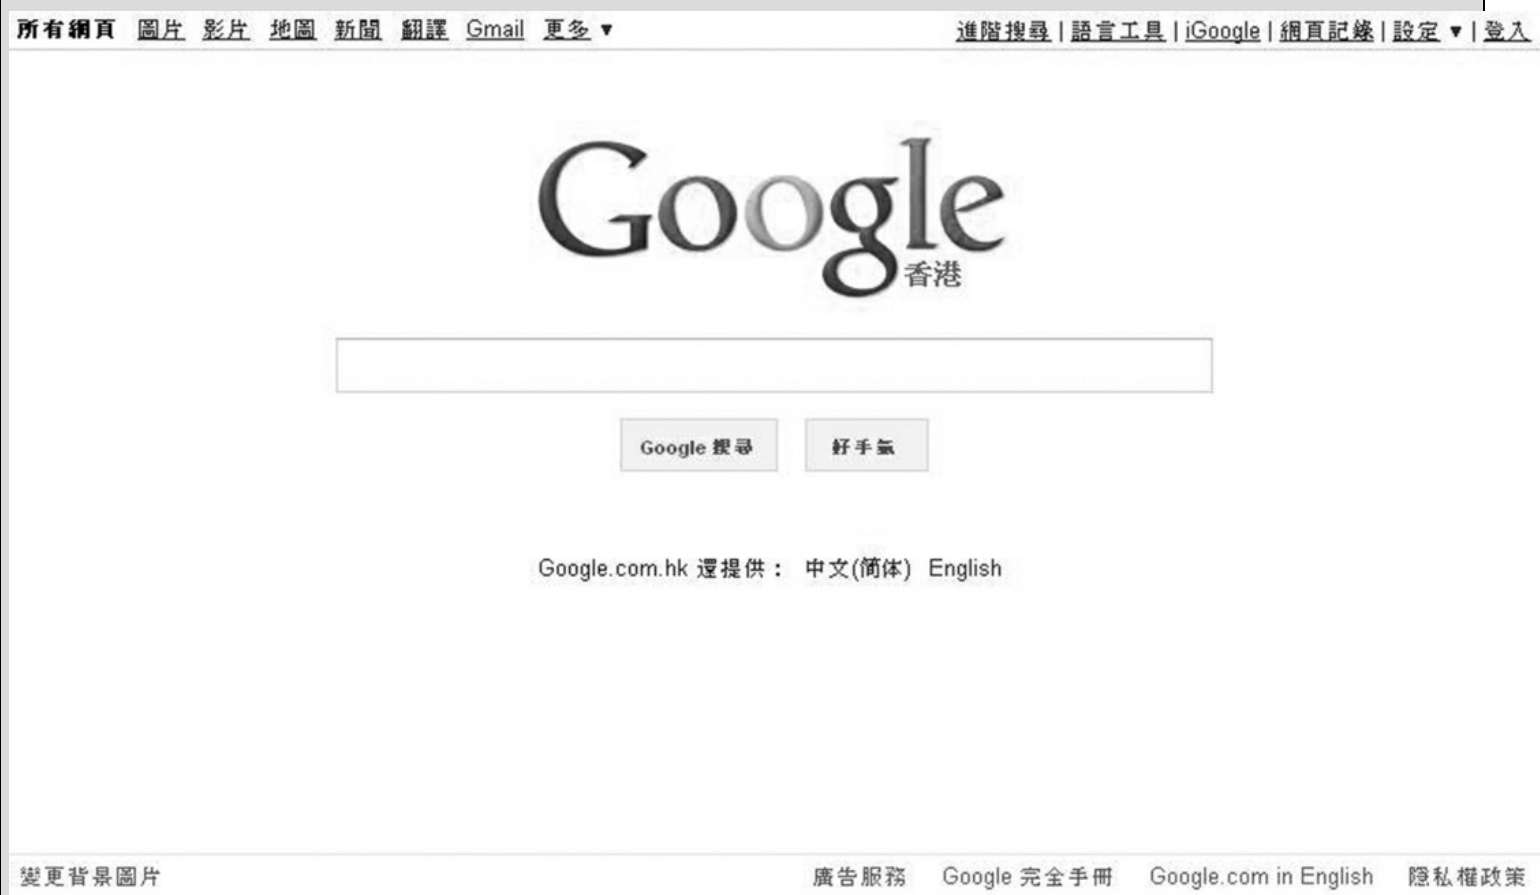 所有網頁 圖片 影片 地圖 新聞 翻譯 Gmail 更多 ▼ 進階搜尋 | 語言工具 | iGoogle | 網頁記錄 | 設定 ▼ | 登入
Google
香港
Google 搜尋 好手氣
Google.com.hk 還提供： 中文(简体) English
變更背景圖片 廣告服務 Google 完全手冊 Google.com in English 隱私權政策